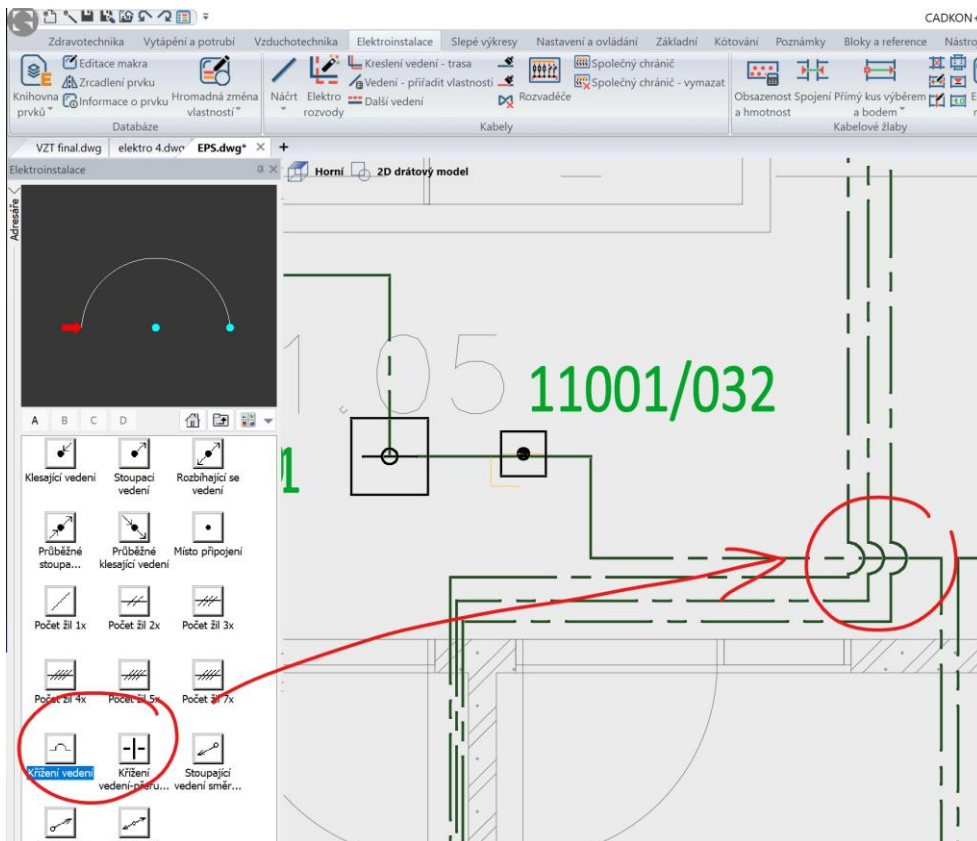 CADKON+
Zdravotechnika Vytápění a potrubí Vzduchotechnika Elektroinstalace Slepé výkresy Nastavení a ovládání Základní Kótování Poznámky Bloky a reference Nástro
Knihovna prvků
Editace makra
Zrcadlení prvku
Informace o prvku
Hromadná změna vlastností
Databáze
Náčrt
Elektro rozvody
Kreslení vedení - trasa
Vedení - přiřadit vlastnosti
Další vedení
Rozvaděče
Společný chránič
Společný chránič - vymazat
Kabely
Obsazenost a hmotnost
Spojení
Přímý kus výběrem a bodem
Kabelové žlaby
VZT final.dwg elektro 4.dwg EPS.dwg* +
Elektroinstalace
Horní 2D drátový model
Adresáře
1.05
11001/032
1
A B C D
Klesající vedení
Stoupací vedení
Rozbíhající se vedení
Průběžné stoupa...
Průběžné klesající vedení
Místo připojení
Počet žil 1x
Počet žil 2x
Počet žil 3x
Počet žil 4x
Počet žil 5x
Počet žil 7x
Křížení vedení
Křížení vedení-přeru...
Stoupající vedení směr...